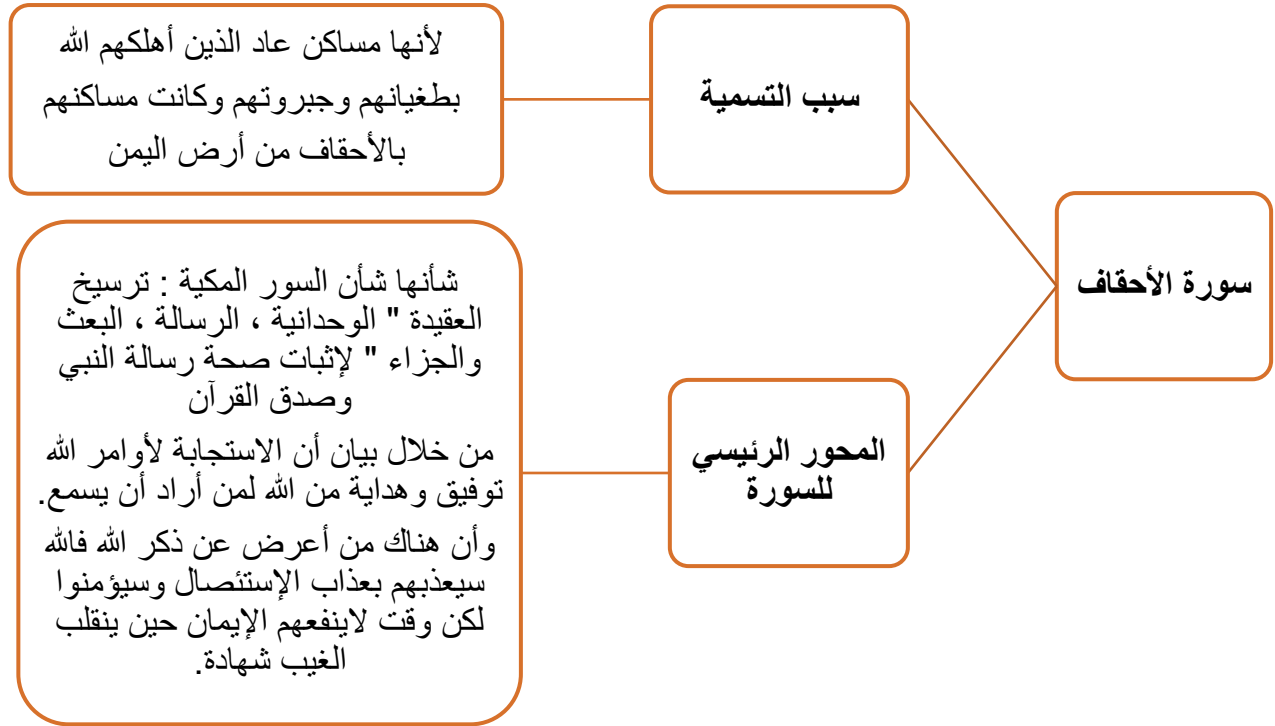 سورة الأحقاف
سبب التسمية
لأنها مساكن عاد الذين أهلكهم الله
بطغيانهم وجبروتهم وكانت مساكنهم
بالأحقاف من أرض اليمن
المحور الرئيسي
للسورة
شأنها شأن السور المكية : ترسيخ
العقيدة " الوحدانية ، الرسالة ، البعث
والجزاء " لإثبات صحة رسالة النبي
وصدق القرآن
من خلال بيان أن الاستجابة لأوامر الله
توفيق وهداية من الله لمن أراد أن يسمع.
وأن هناك من أعرض عن ذكر الله فالله
سيعذبهم بعذاب الإستئصال وسيؤمنوا
لكن وقت لاينفعهم الإيمان حين ينقلب
الغيب شهادة.